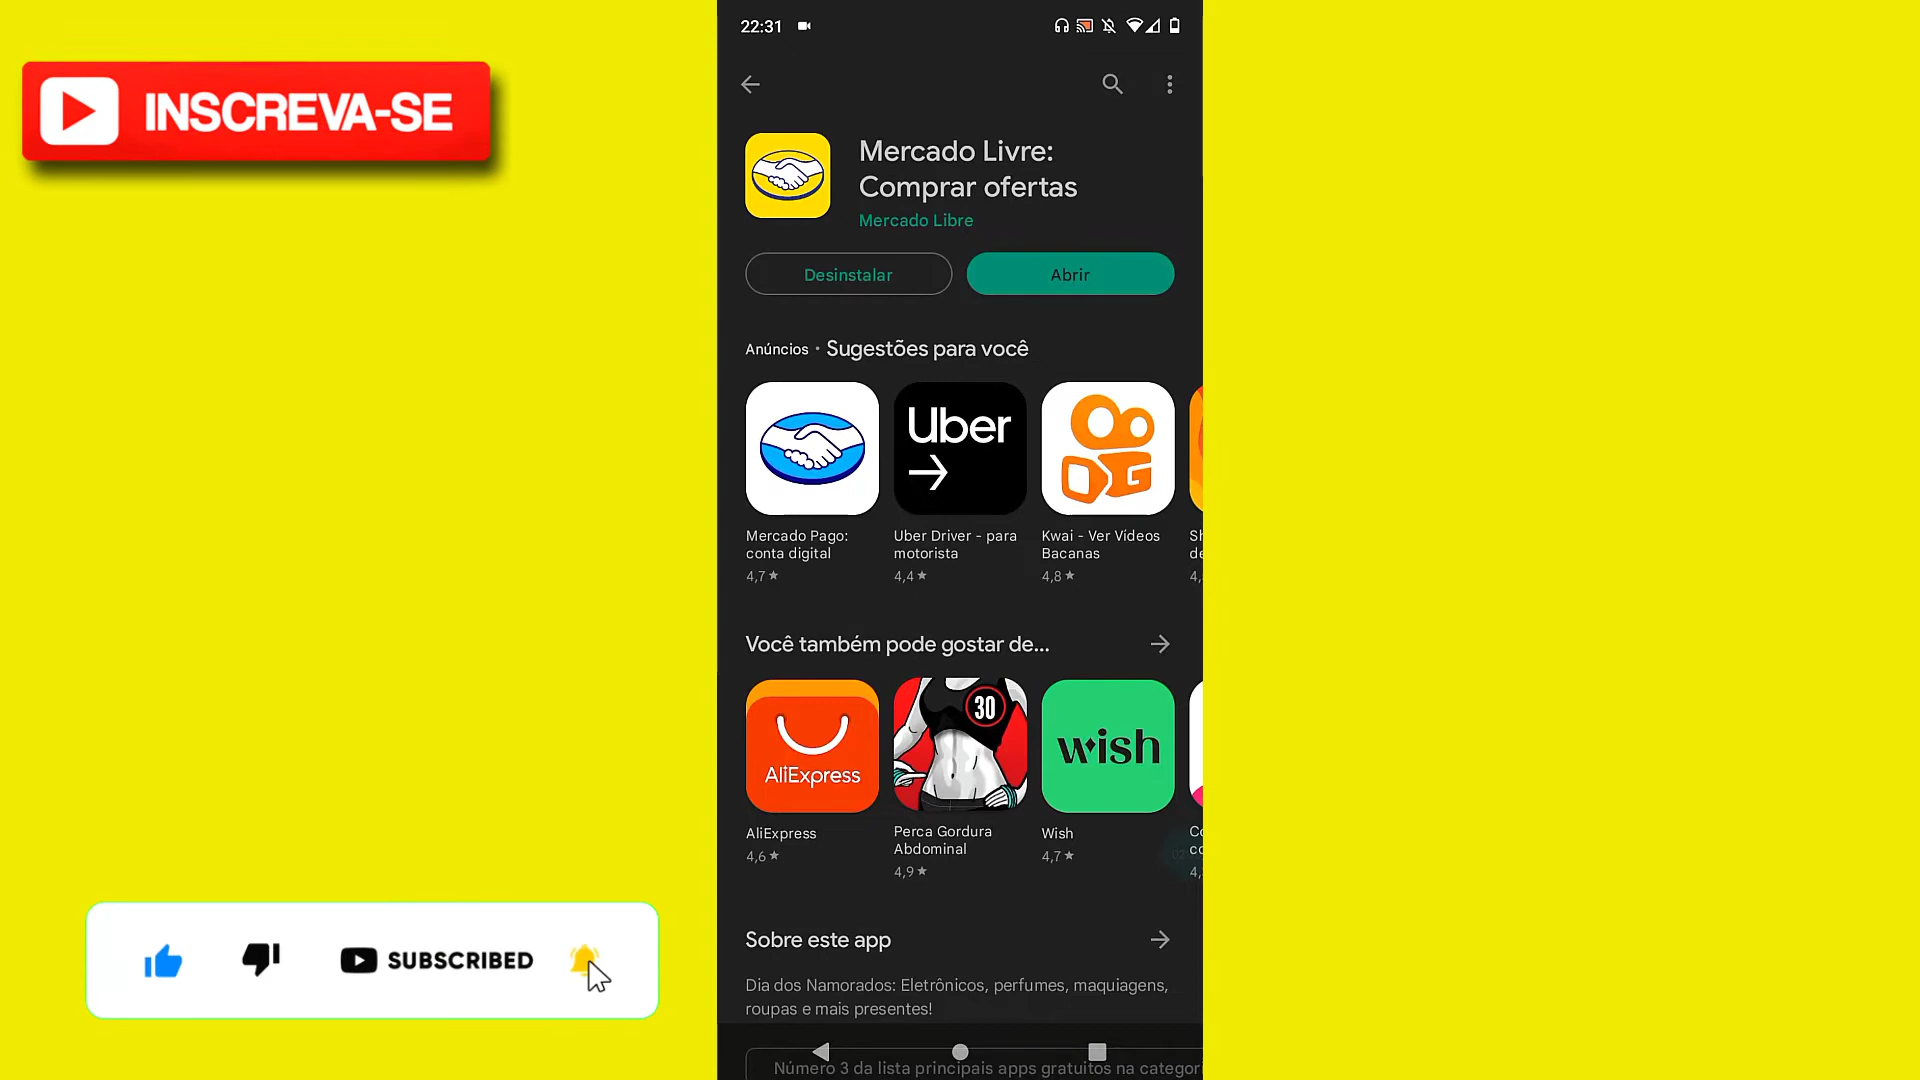 INSCREVA-SE
22:31
Mercado Livre:
Comprar ofertas
Mercado Libre
Desinstalar
Abrir
Anúncios • Sugestões para você
Uber
Mercado Pago:
conta digital
4,7 ★
Uber Driver - para
motorista
4,4 ★
Kwai - Ver Vídeos
Bacanas
4,8 ★
Você também pode gostar de...
AliExpress
30
wish
AliExpress
4,6 ★
Perca Gordura
Abdominal
4,9 ★
Wish
4,7 ★
Sobre este app
Dia dos Namorados: Eletrônicos, perfumes, maquiagens,
roupas e mais presentes!
Número 3 da lista principais apps gratuitos na categori
SUBSCRIBED